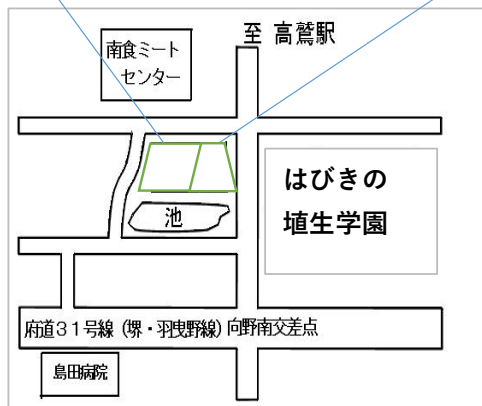 至 高鷲駅
南食ミート
センター
はびきの
埴生学園
池
府道31号線（堺・羽曳野線）向野南交差点
島田病院